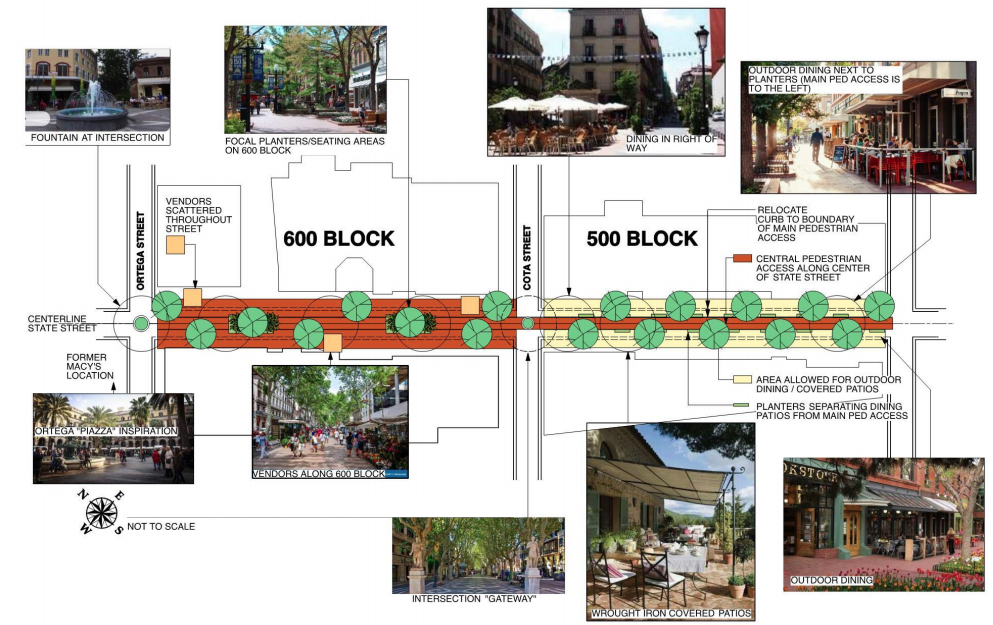 FOUNTAIN AT INTERSECTION
FOCAL PLANTERS/SEATING AREAS
ON 600 BLOCK
DINING IN RIGHT OF
WAY
OUTDOOR DINING NEXT TO
PLANTERS (MAIN PED ACCESS IS
TO THE LEFT)
VENDORS
SCATTERED
THROUGHOUT
STREET
ORTEGA STREET
600 BLOCK
COTA STREET
500 BLOCK
RELOCATE
CURB TO BOUNDARY
OF MAIN PEDESTRIAN
ACCESS
CENTRAL PEDESTRIAN
ACCESS ALONG CENTER
OF STATE STREET
CENTERLINE
STATE STREET
FORMER
MACY'S
LOCATION
AREA ALLOWED FOR OUTDOOR
DINING / COVERED PATIOS
PLANTERS SEPARATING DINING
PATIOS FROM MAIN PED ACCESS
ORTEGA "PIAZZA" INSPIRATION
VENDORS ALONG 600 BLOCK
N
E
W
S
NOT TO SCALE
INTERSECTION "GATEWAY"
WROUGHT IRON COVERED PATIOS
OKSTO
OUTDOOR DINING